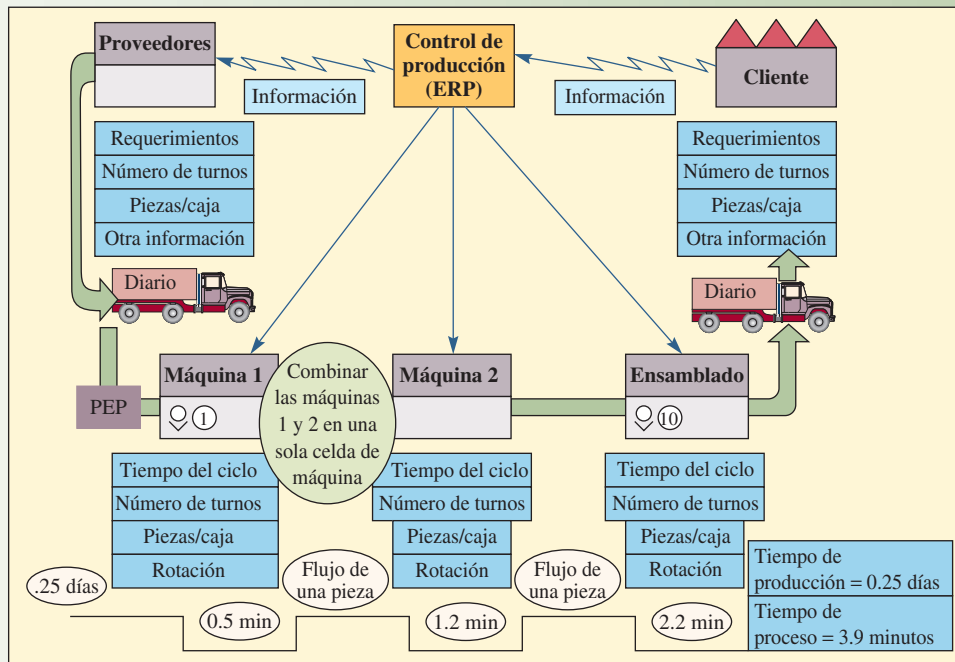 Proveedores
Control de
producción
(ERP)
Cliente
Información
Información
Requerimientos
Número de turnos
Piezas/caja
Otra información
Requerimientos
Número de turnos
Piezas/caja
Otra información
Diario
Diario
PEP
Máquina 1
1
Combinar
las máquinas
1 y 2 en una
sola celda de
máquina
Máquina 2
Ensamblado
10
Tiempo del ciclo
Número de turnos
Piezas/caja
Rotación
Tiempo del ciclo
Número de turnos
Piezas/caja
Rotación
Tiempo del ciclo
Número de turnos
Piezas/caja
Rotación
.25 días
0.5 min
Flujo de
una pieza
1.2 min
Flujo de
una pieza
2.2 min
Tiempo de
producción = 0.25 días
Tiempo de
proceso = 3.9 minutos